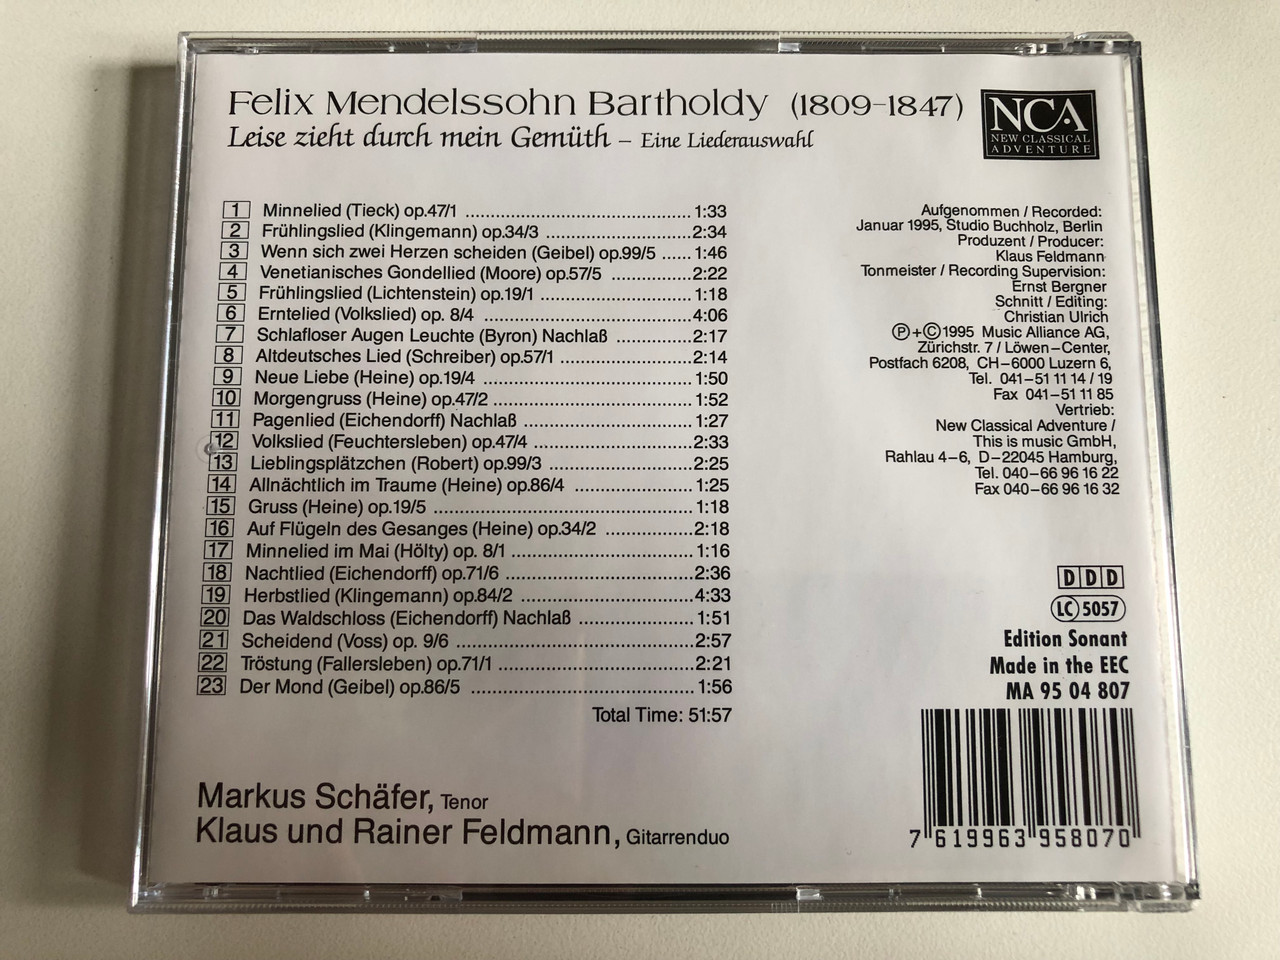 Felix Mendelssohn Bartholdy (1809-1847)
Leise zieht durch mein Gemüth – Eine Liederauswahl
NCA
NEW CLASSICAL
ADVENTURE
1 Minnelied (Tieck) op.47/1 ........ 1:33
2 Frühlingslied (Klingemann) op.34/3 ........ 2:34
3 Wenn sich zwei Herzen scheiden (Geibel) op.99/5 ...... 1:46
4 Venetianisches Gondellied (Moore) op.57/5 ........ 2:22
5 Frühlingslied (Lichtenstein) op.19/1 ........ 1:18
6 Erntelied (Volkslied) op. 8/4 ........ 4:06
7 Schlafloser Augen Leuchte (Byron) Nachlaß ........ 2:17
8 Altdeutsches Lied (Schreiber) op.57/1 ........ 2:14
9 Neue Liebe (Heine) op.19/4 ........ 1:50
10 Morgengruss (Heine) op.47/2 ........ 1:52
11 Pagenlied (Eichendorff) Nachlaß ........ 1:27
12 Volkslied (Feuchtersleben) op.47/4 ........ 2:33
13 Lieblingsplätzchen (Robert) op.99/3 ........ 2:25
14 Allnächtlich im Traume (Heine) op.86/4 ........ 1:25
15 Gruss (Heine) op.19/5 ........ 1:18
16 Auf Flügeln des Gesanges (Heine) op.34/2 ........ 2:18
17 Minnelied im Mai (Hölty) op. 8/1 ........ 1:16
18 Nachtlied (Eichendorff) op.71/6 ........ 2:36
19 Herbstlied (Klingemann) op.84/2 ........ 4:33
20 Das Waldschloss (Eichendorff) Nachlaß ........ 1:51
21 Scheidend (Voss) op. 9/6 ........ 2:57
22 Tröstung (Fallersleben) op.71/1 ........ 2:21
23 Der Mond (Geibel) op.86/5 ........ 1:56
Total Time: 51:57
Markus Schäfer, Tenor
Klaus und Rainer Feldmann, Gitarrenduo
Aufgenommen / Recorded:
Januar 1995, Studio Buchholz, Berlin
Produzent / Producer:
Klaus Feldmann
Tonmeister / Recording Supervision:
Ernst Bergner
Schnitt / Editing:
Christian Ulrich
Ⓟ+©1995 Music Alliance AG,
Zürichstr. 7 / Löwen–Center,
Postfach 6208, CH–6000 Luzern 6,
Tel. 041–51 11 14 / 19
Fax 041–51 11 85
Vertrieb:
New Classical Adventure /
This is music GmbH,
Rahlau 4–6, D–22045 Hamburg,
Tel. 040–66 96 16 22
Fax 040–66 96 16 32
DDD
LC 5057
Edition Sonant
Made in the EEC
MA 95 04 807
7 619963 958070